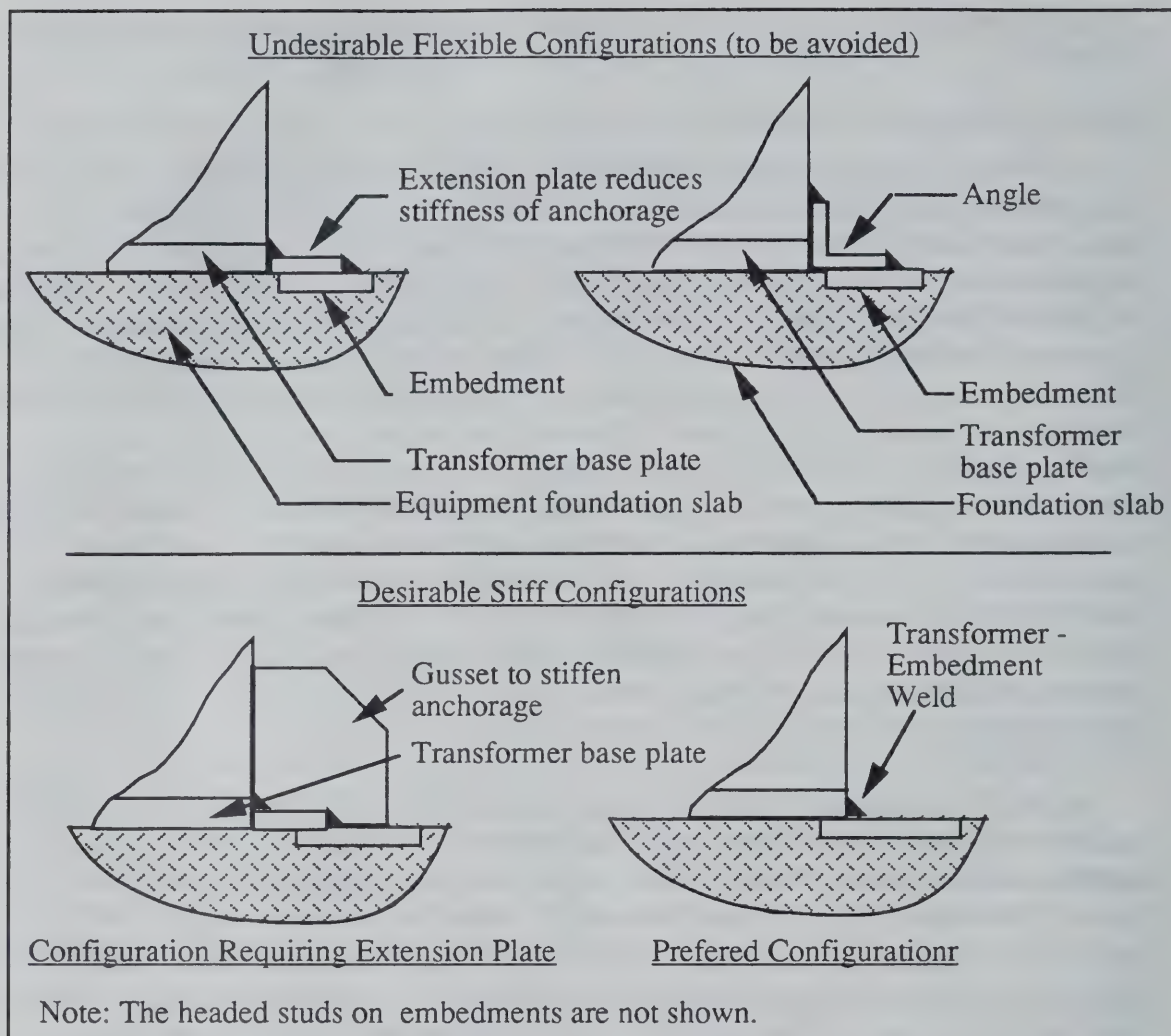 Undesirable Flexible Configurations (to be avoided)
Extension plate reduces
stiffness of anchorage
Embedment
Transformer base plate
Equipment foundation slab
Angle
Embedment
Transformer
base plate
Foundation slab
Desirable Stiff Configurations
Gusset to stiffen
anchorage
Transformer base plate
Configuration Requiring Extension Plate
Transformer -
Embedment
Weld
Prefered Configurationr
Note: The headed studs on embedments are not shown.